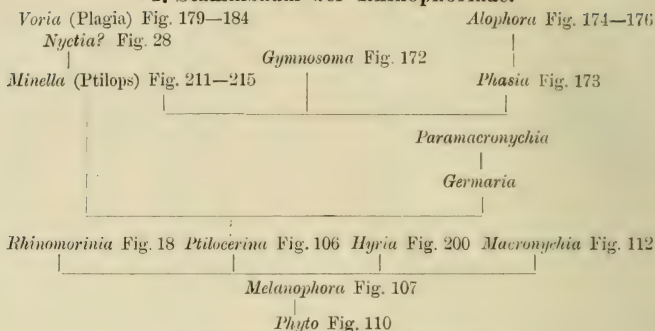 Voria (Plagia) Fig. 179—184 Alophora Fig. 174—176
Nyctia? Fig. 28
Gymnosoma Fig. 172
Minella (Ptilops) Fig. 211—215 Phasia Fig. 173
Paramacronychia
Germaria
Rhinomorinia Fig. 18 Ptilocerina Fig. 106 Hyria Fig. 200 Macronychia Fig. 112
Melanophora Fig. 107
Phyto Fig. 110